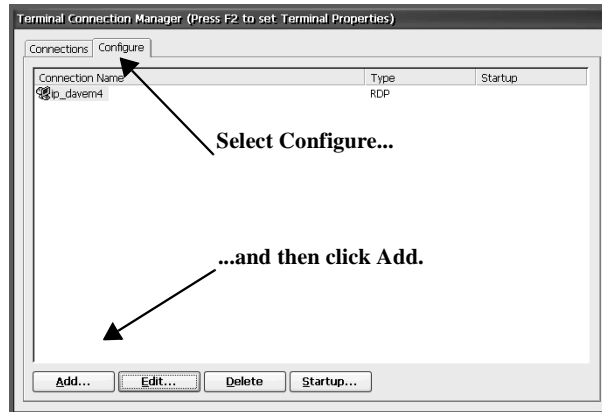 Terminal Connection Manager (Press F2 to set Terminal Properties)
Connections Configure
Connection Name Type Startup
ip_davem4 RDP
Select Configure...
...and then click Add.
Add... Edit... Delete Startup...